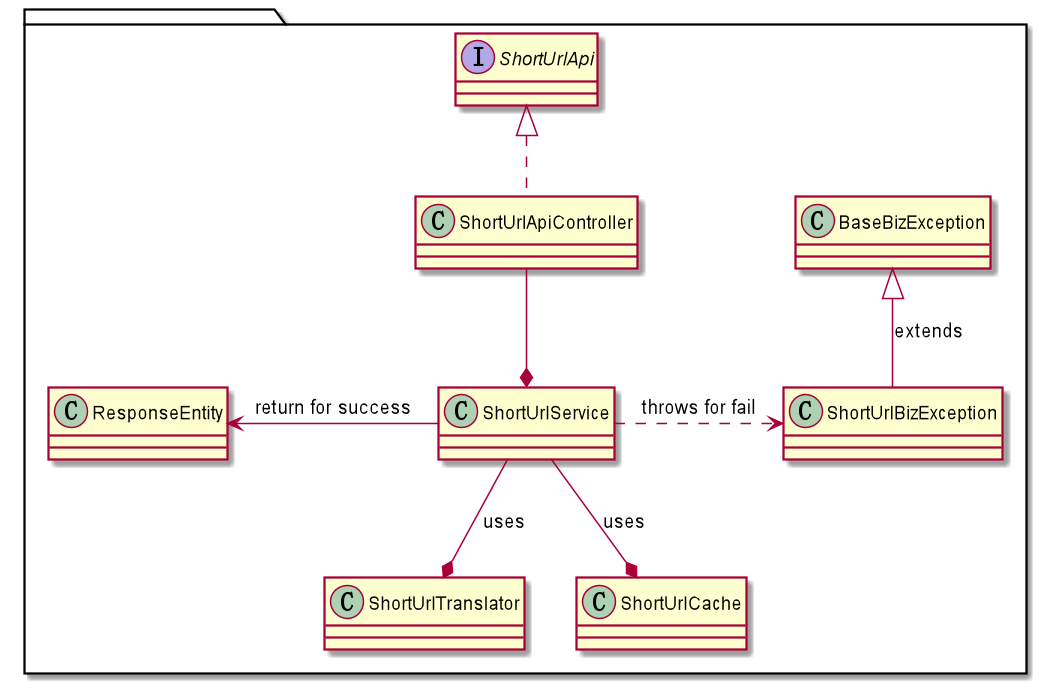 I ShortUrlApi
C ShortUrlApiController
C BaseBizException
extends
C ResponseEntity
return for success
C ShortUrlService
throws for fail
C ShortUrlBizException
uses
uses
C ShortUrlTranslator
C ShortUrlCache